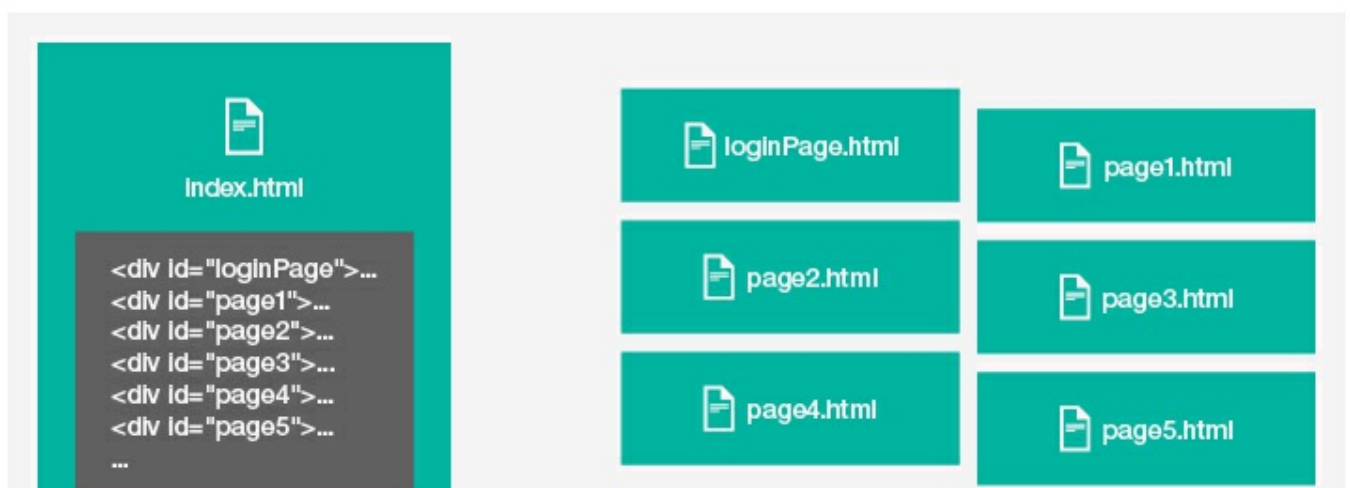 index.html
<div id="loginPage">...
<div id="page1">...
<div id="page2">...
<div id="page3">...
<div id="page4">...
<div id="page5">...
...
loginPage.html
page1.html
page2.html
page3.html
page4.html
page5.html